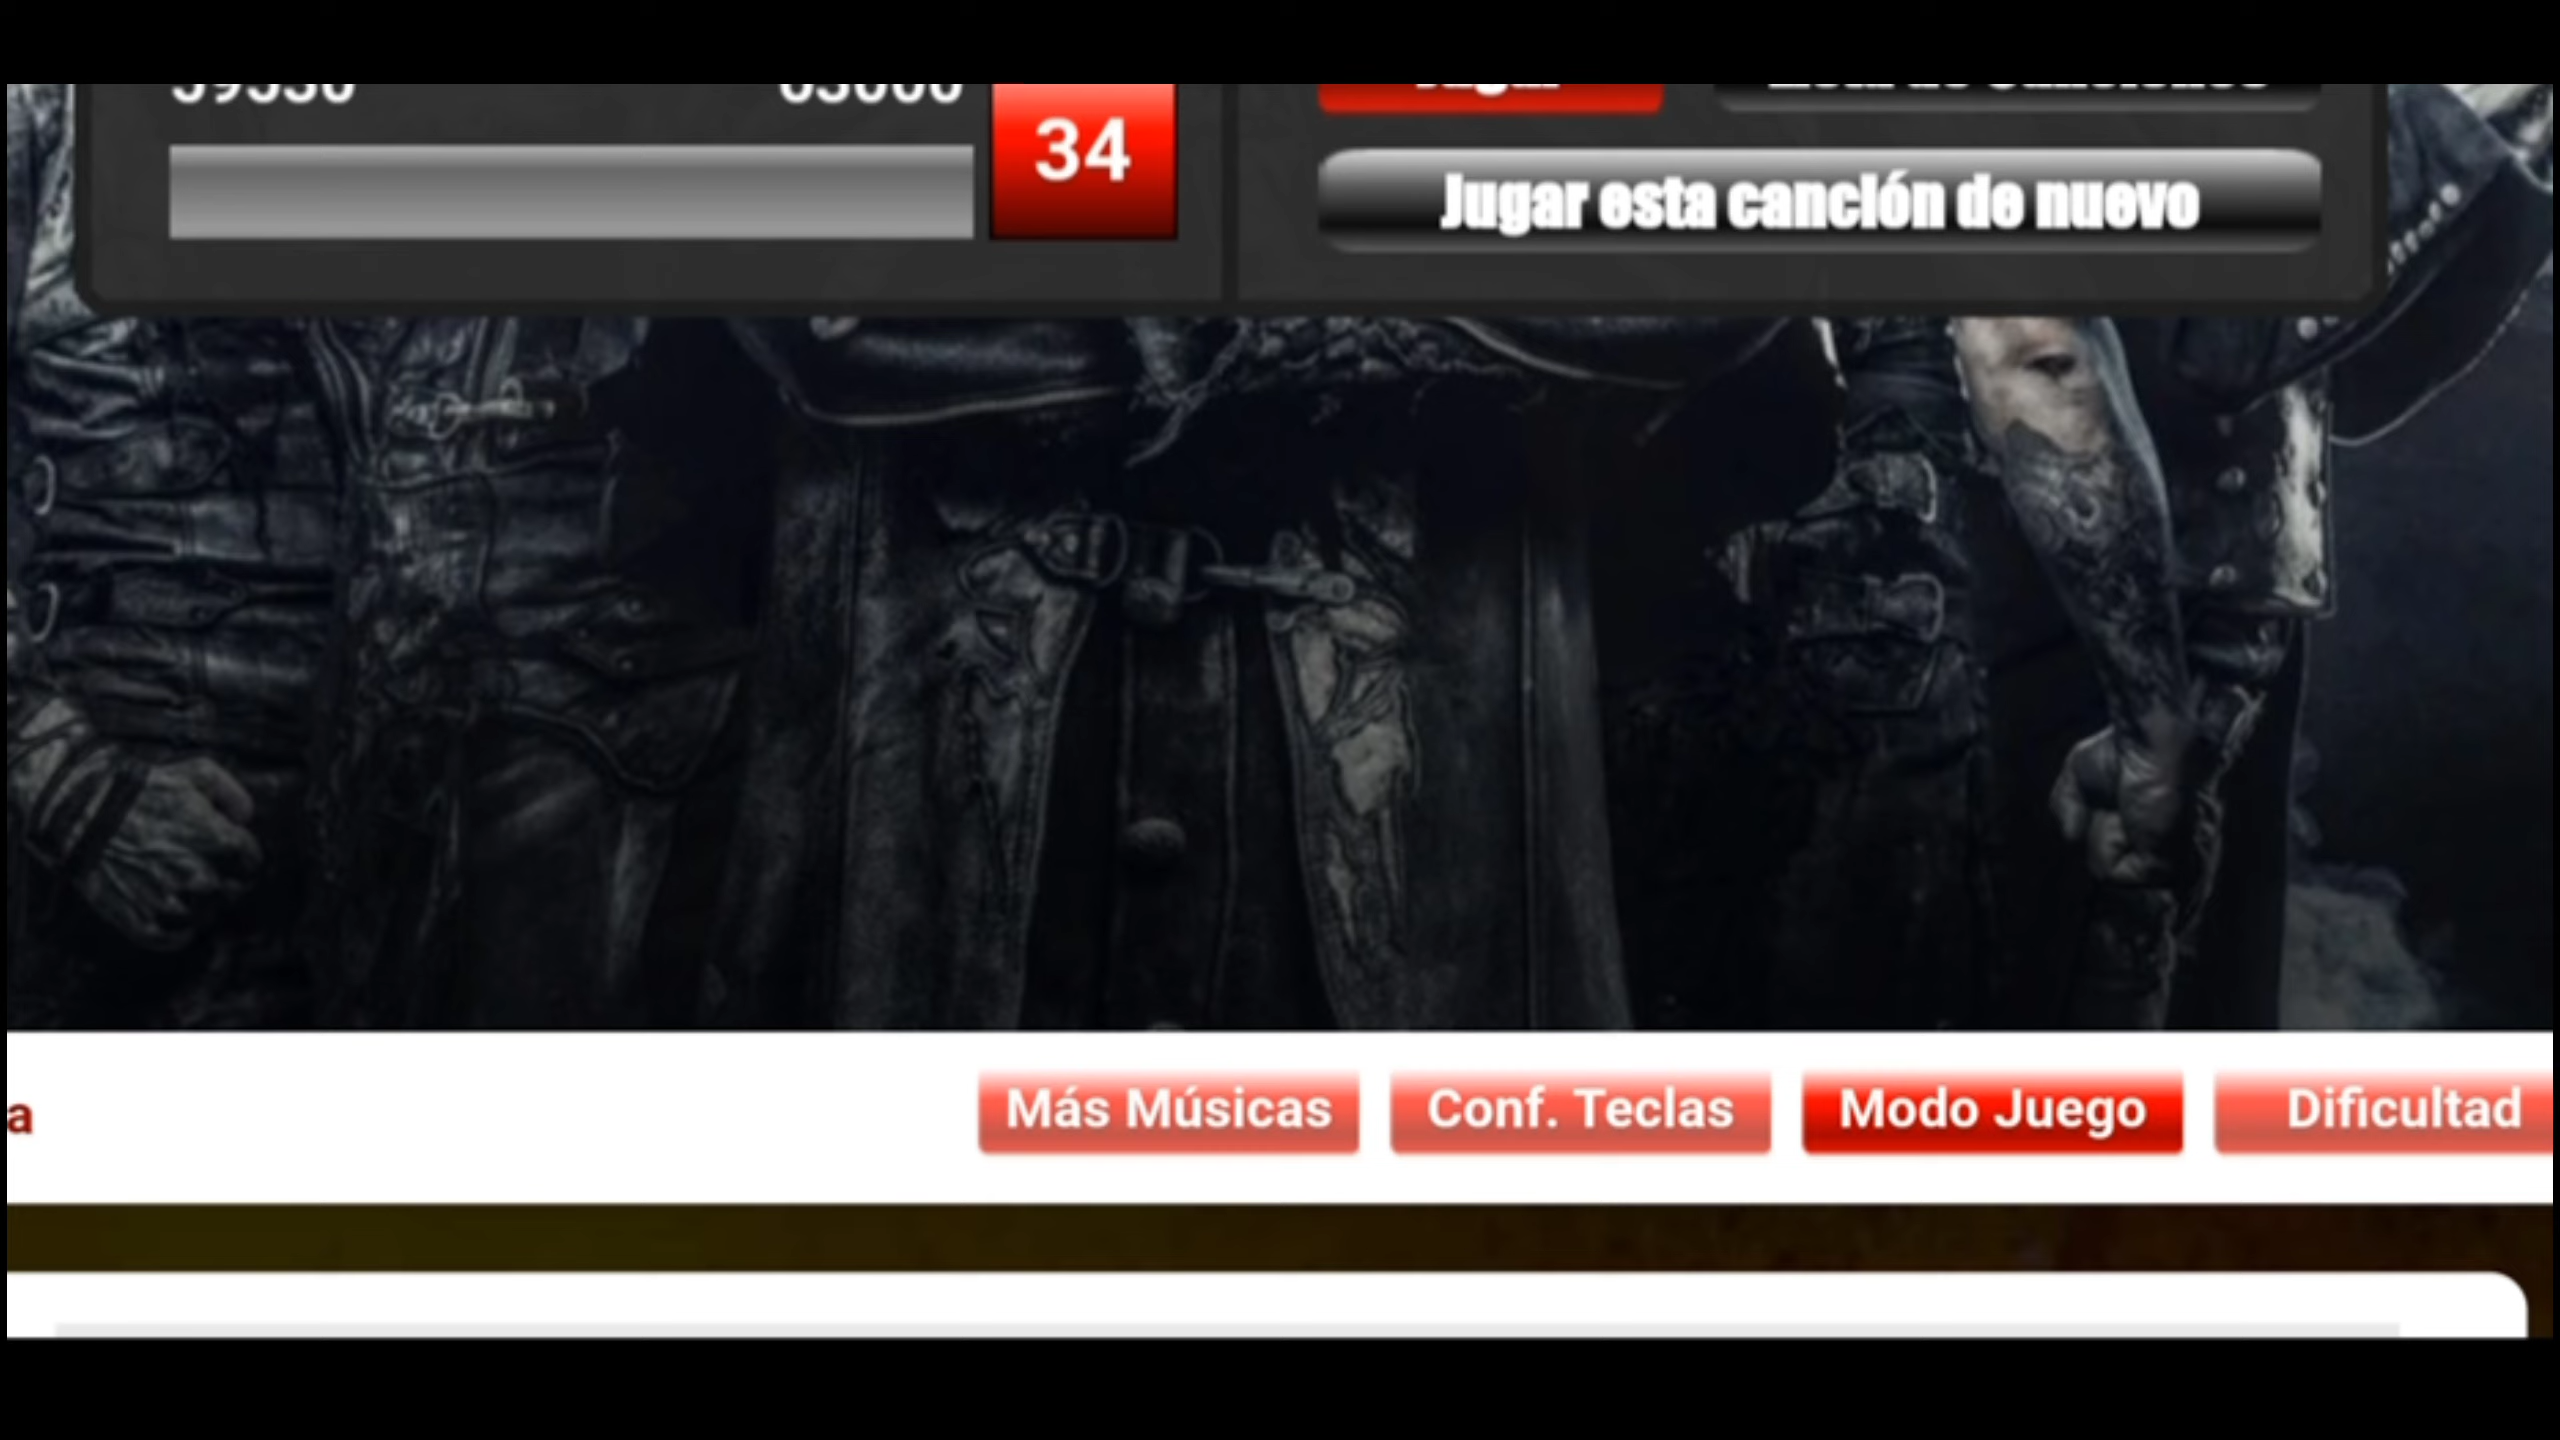 34
Jugar esta canción de nuevo
a
Más Músicas
Conf. Teclas
Modo Juego
Dificultad